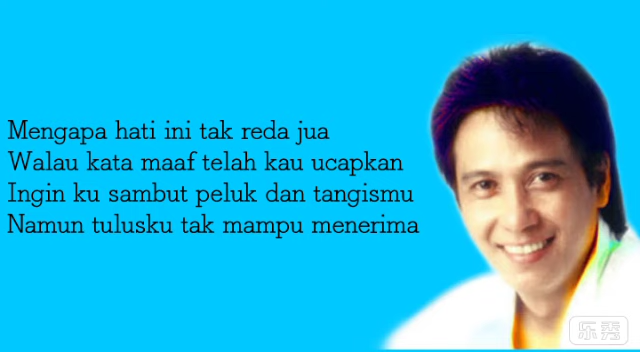 Mengapa hati ini tak reda jua
Walau kata maaf telah kau ucapkan
Ingin ku sambut peluk dan tangismu
Namun tulusku tak mampu menerima
乐秀